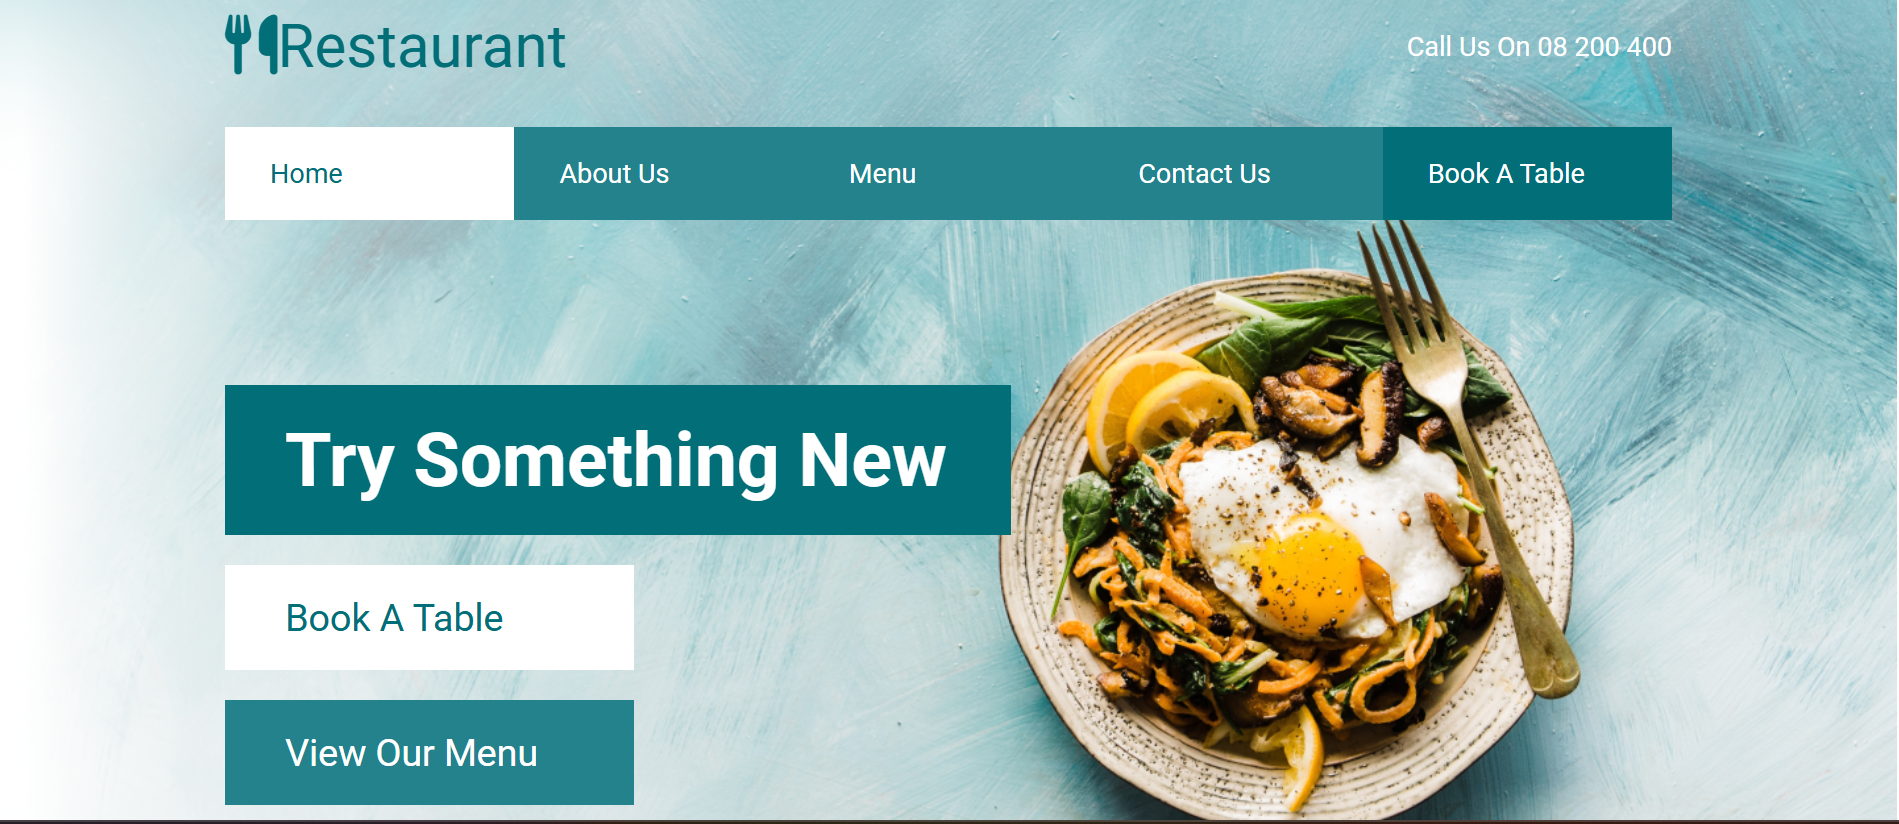 Restaurant
Call Us On 08 200 400
Home
About Us
Menu
Contact Us
Book A Table
Try Something New
Book A Table
View Our Menu